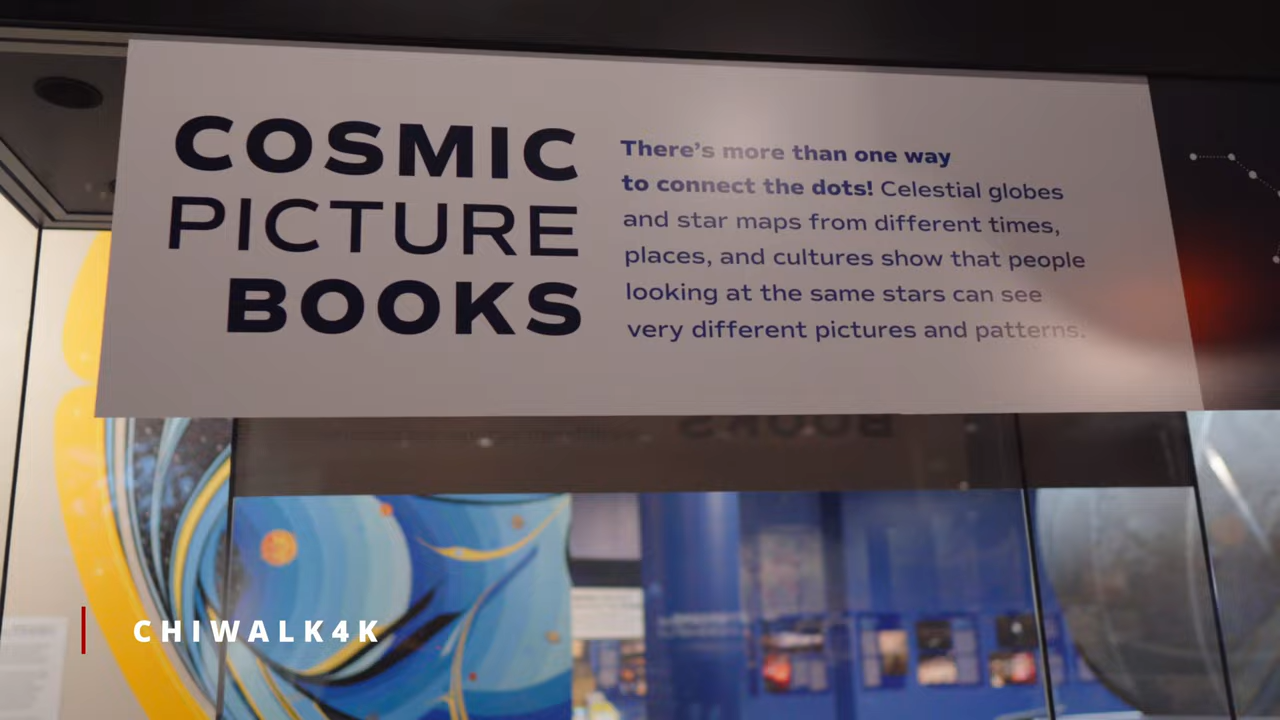 COSMIC
PICTURE
BOOKS
There's more than one way
to connect the dots! Celestial globes
and star maps from different times,
places, and cultures show that people
looking at the same stars can see
very different pictures and patterns.
BOOKS
CHIWALK4K